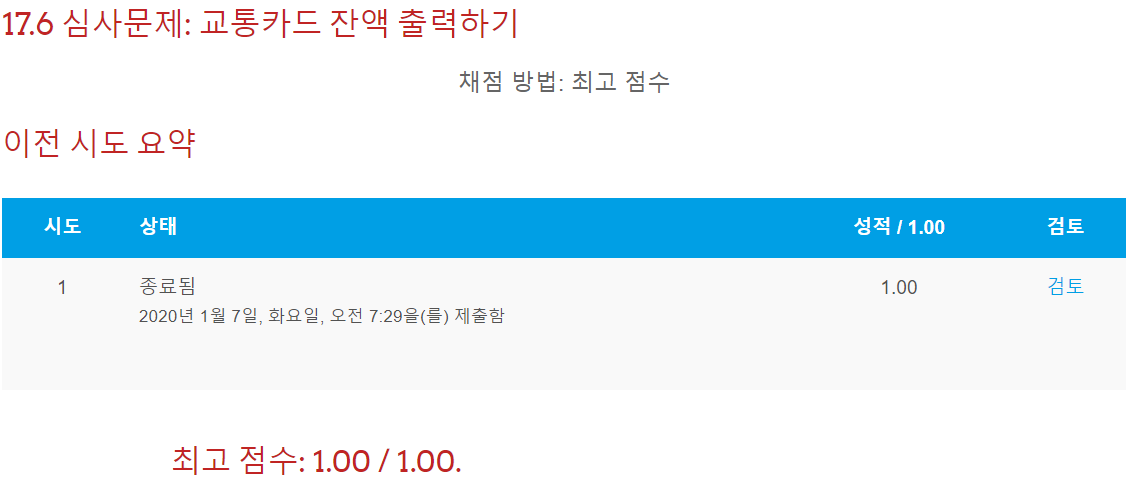 17.6 심사문제: 교통카드 잔액 출력하기
채점 방법: 최고 점수
이전 시도 요약
시도 상태 성적 / 1.00 검토
1 종료됨 1.00 검토
2020년 1월 7일, 화요일, 오전 7:29을(를) 제출함
최고 점수: 1.00 / 1.00.